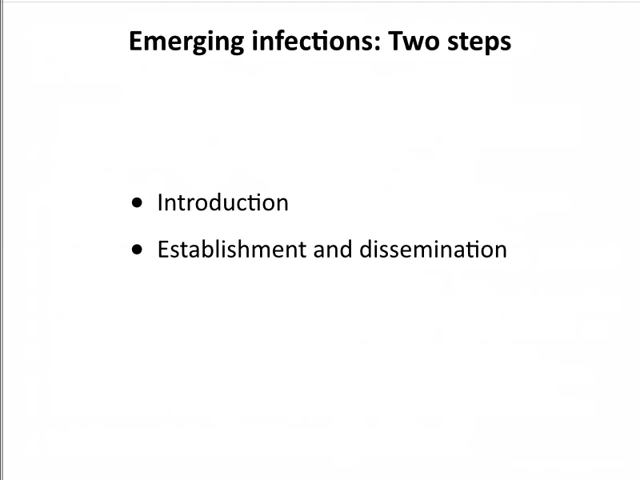 Emerging infections: Two steps
● Introduction
● Establishment and dissemination